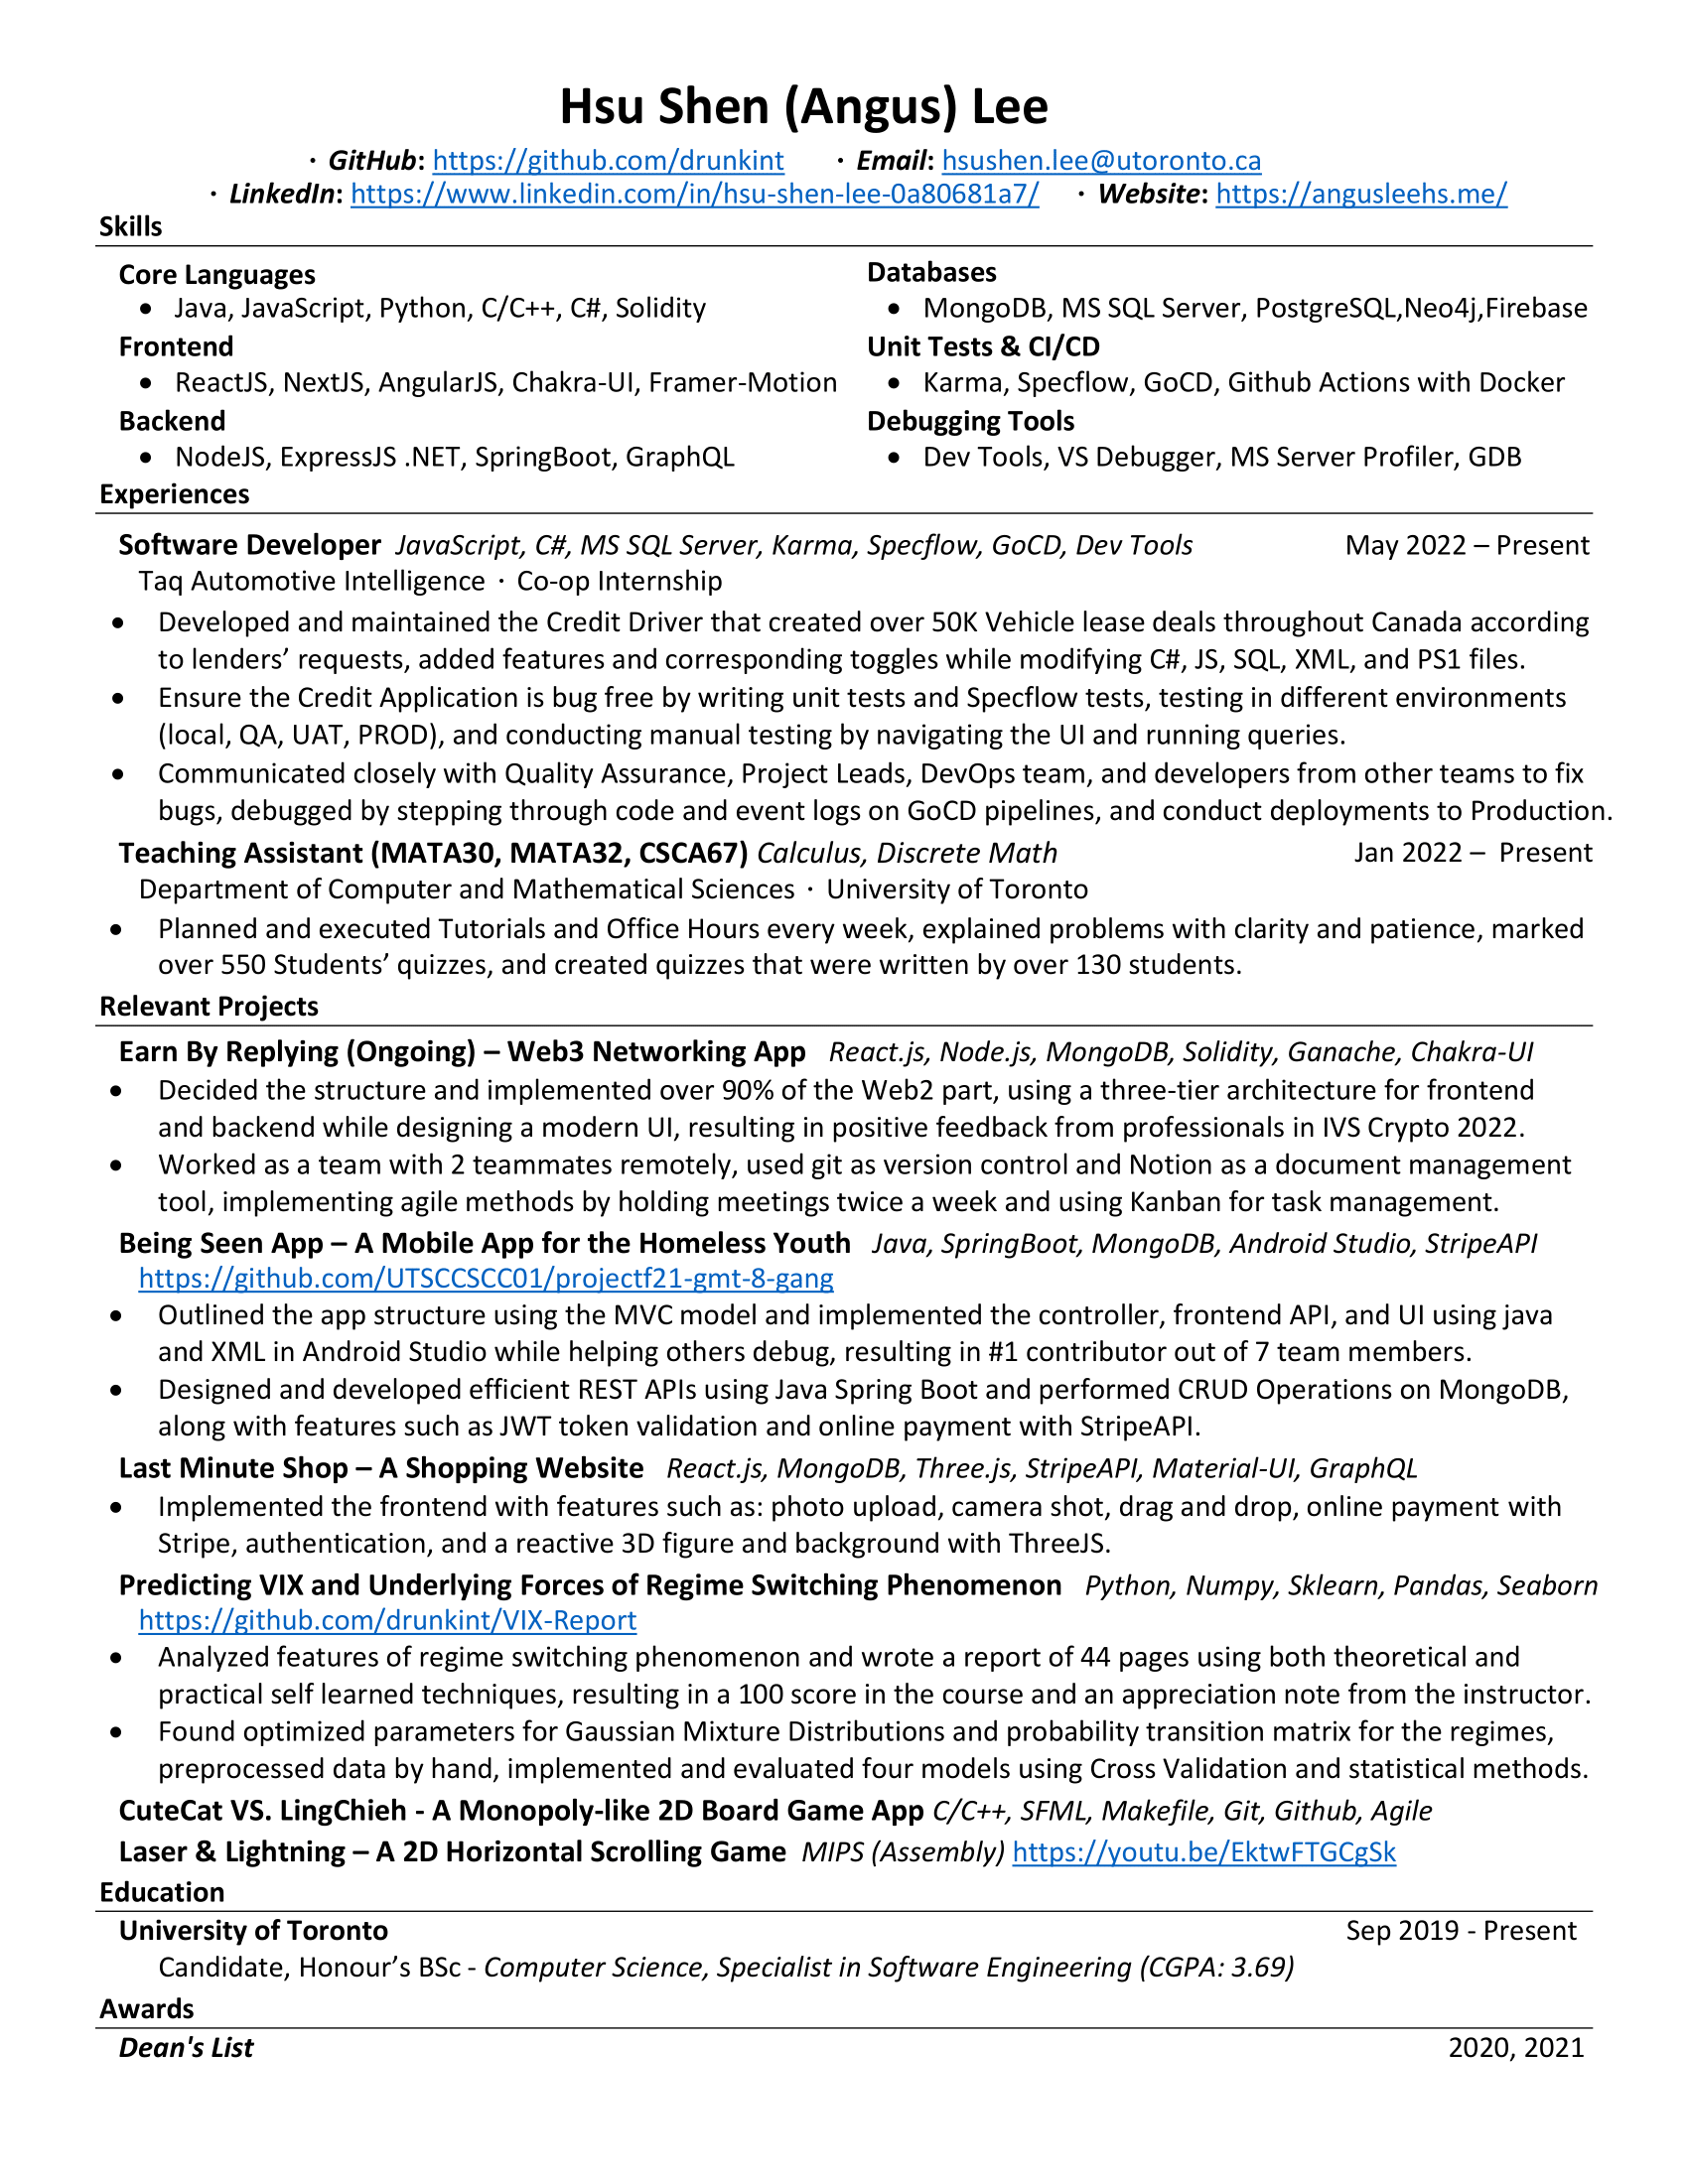 Hsu Shen (Angus) Lee
· GitHub: https://github.com/drunkint · Email: hsushen.lee@utoronto.ca
· LinkedIn: https://www.linkedin.com/in/hsu-shen-lee-0a80681a7/ · Website: https://angusleehs.me/
Skills
Core Languages
• Java, JavaScript, Python, C/C++, C#, Solidity
Frontend
• ReactJS, NextJS, AngularJS, Chakra-UI, Framer-Motion
Backend
• NodeJS, ExpressJS .NET, SpringBoot, GraphQL
Databases
• MongoDB, MS SQL Server, PostgreSQL,Neo4j,Firebase
Unit Tests & CI/CD
• Karma, Specflow, GoCD, Github Actions with Docker
Debugging Tools
• Dev Tools, VS Debugger, MS Server Profiler, GDB
Experiences
Software Developer JavaScript, C#, MS SQL Server, Karma, Specflow, GoCD, Dev Tools May 2022 – Present
Taq Automotive Intelligence · Co-op Internship
• Developed and maintained the Credit Driver that created over 50K Vehicle lease deals throughout Canada according
to lenders’ requests, added features and corresponding toggles while modifying C#, JS, SQL, XML, and PS1 files.
• Ensure the Credit Application is bug free by writing unit tests and Specflow tests, testing in different environments
(local, QA, UAT, PROD), and conducting manual testing by navigating the UI and running queries.
• Communicated closely with Quality Assurance, Project Leads, DevOps team, and developers from other teams to fix
bugs, debugged by stepping through code and event logs on GoCD pipelines, and conduct deployments to Production.
Teaching Assistant (MATA30, MATA32, CSCA67) Calculus, Discrete Math Jan 2022 – Present
Department of Computer and Mathematical Sciences · University of Toronto
• Planned and executed Tutorials and Office Hours every week, explained problems with clarity and patience, marked
over 550 Students’ quizzes, and created quizzes that were written by over 130 students.
Relevant Projects
Earn By Replying (Ongoing) – Web3 Networking App React.js, Node.js, MongoDB, Solidity, Ganache, Chakra-UI
• Decided the structure and implemented over 90% of the Web2 part, using a three-tier architecture for frontend
and backend while designing a modern UI, resulting in positive feedback from professionals in IVS Crypto 2022.
• Worked as a team with 2 teammates remotely, used git as version control and Notion as a document management
tool, implementing agile methods by holding meetings twice a week and using Kanban for task management.
Being Seen App – A Mobile App for the Homeless Youth Java, SpringBoot, MongoDB, Android Studio, StripeAPI
https://github.com/UTSCCSCC01/projectf21-gmt-8-gang
• Outlined the app structure using the MVC model and implemented the controller, frontend API, and UI using java
and XML in Android Studio while helping others debug, resulting in #1 contributor out of 7 team members.
• Designed and developed efficient REST APIs using Java Spring Boot and performed CRUD Operations on MongoDB,
along with features such as JWT token validation and online payment with StripeAPI.
Last Minute Shop – A Shopping Website React.js, MongoDB, Three.js, StripeAPI, Material-UI, GraphQL
• Implemented the frontend with features such as: photo upload, camera shot, drag and drop, online payment with
Stripe, authentication, and a reactive 3D figure and background with ThreeJS.
Predicting VIX and Underlying Forces of Regime Switching Phenomenon Python, Numpy, Sklearn, Pandas, Seaborn
https://github.com/drunkint/VIX-Report
• Analyzed features of regime switching phenomenon and wrote a report of 44 pages using both theoretical and
practical self learned techniques, resulting in a 100 score in the course and an appreciation note from the instructor.
• Found optimized parameters for Gaussian Mixture Distributions and probability transition matrix for the regimes,
preprocessed data by hand, implemented and evaluated four models using Cross Validation and statistical methods.
CuteCat VS. LingChieh - A Monopoly-like 2D Board Game App C/C++, SFML, Makefile, Git, Github, Agile
Laser & Lightning – A 2D Horizontal Scrolling Game MIPS (Assembly) https://youtu.be/EktwFTGCgSk
Education
University of Toronto Sep 2019 - Present
Candidate, Honour’s BSc - Computer Science, Specialist in Software Engineering (CGPA: 3.69)
Awards
Dean's List 2020, 2021